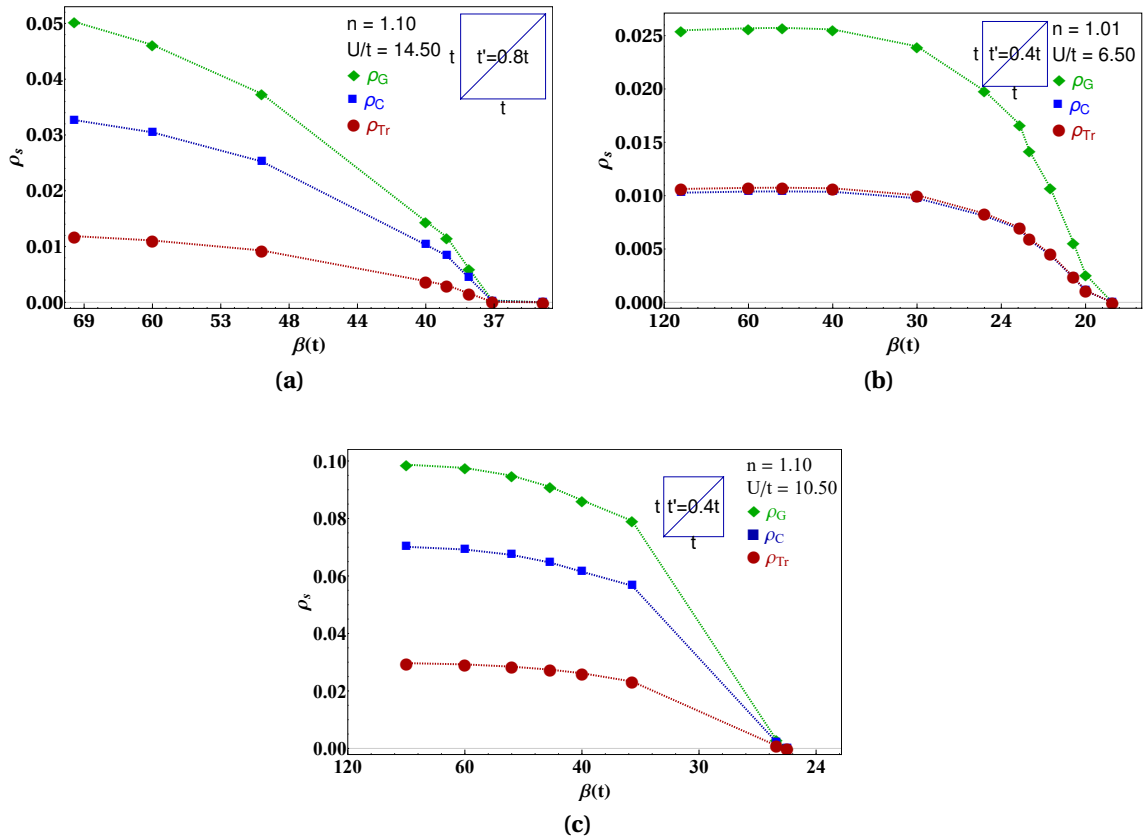 n = 1.10
U/t = 14.50
ρG
ρC
ρTr
t
t'=0.8t
t
0.05
0.04
0.03
0.02
0.01
0.00
ρs
69 60 53 48 44 40 37
β(t)
(a)
n = 1.01
U/t = 6.50
ρG
ρC
ρTr
t t'=0.4t
t
0.025
0.020
0.015
0.010
0.005
0.000
ρs
120 60 40 30 24 20
β(t)
(b)
n = 1.10
U/t = 10.50
ρG
ρC
ρTr
t t'=0.4t
t
0.10
0.08
0.06
0.04
0.02
0.00
ρs
120 60 40 30 24
β(t)
(c)